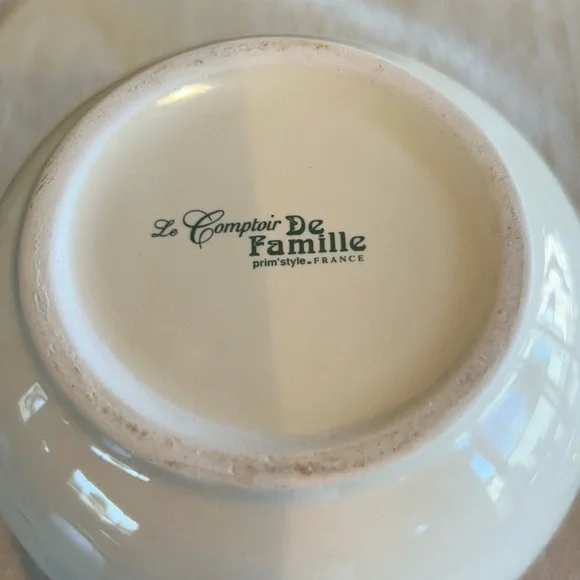 Le Comptoir De
Famille
prim'style - FRANCE